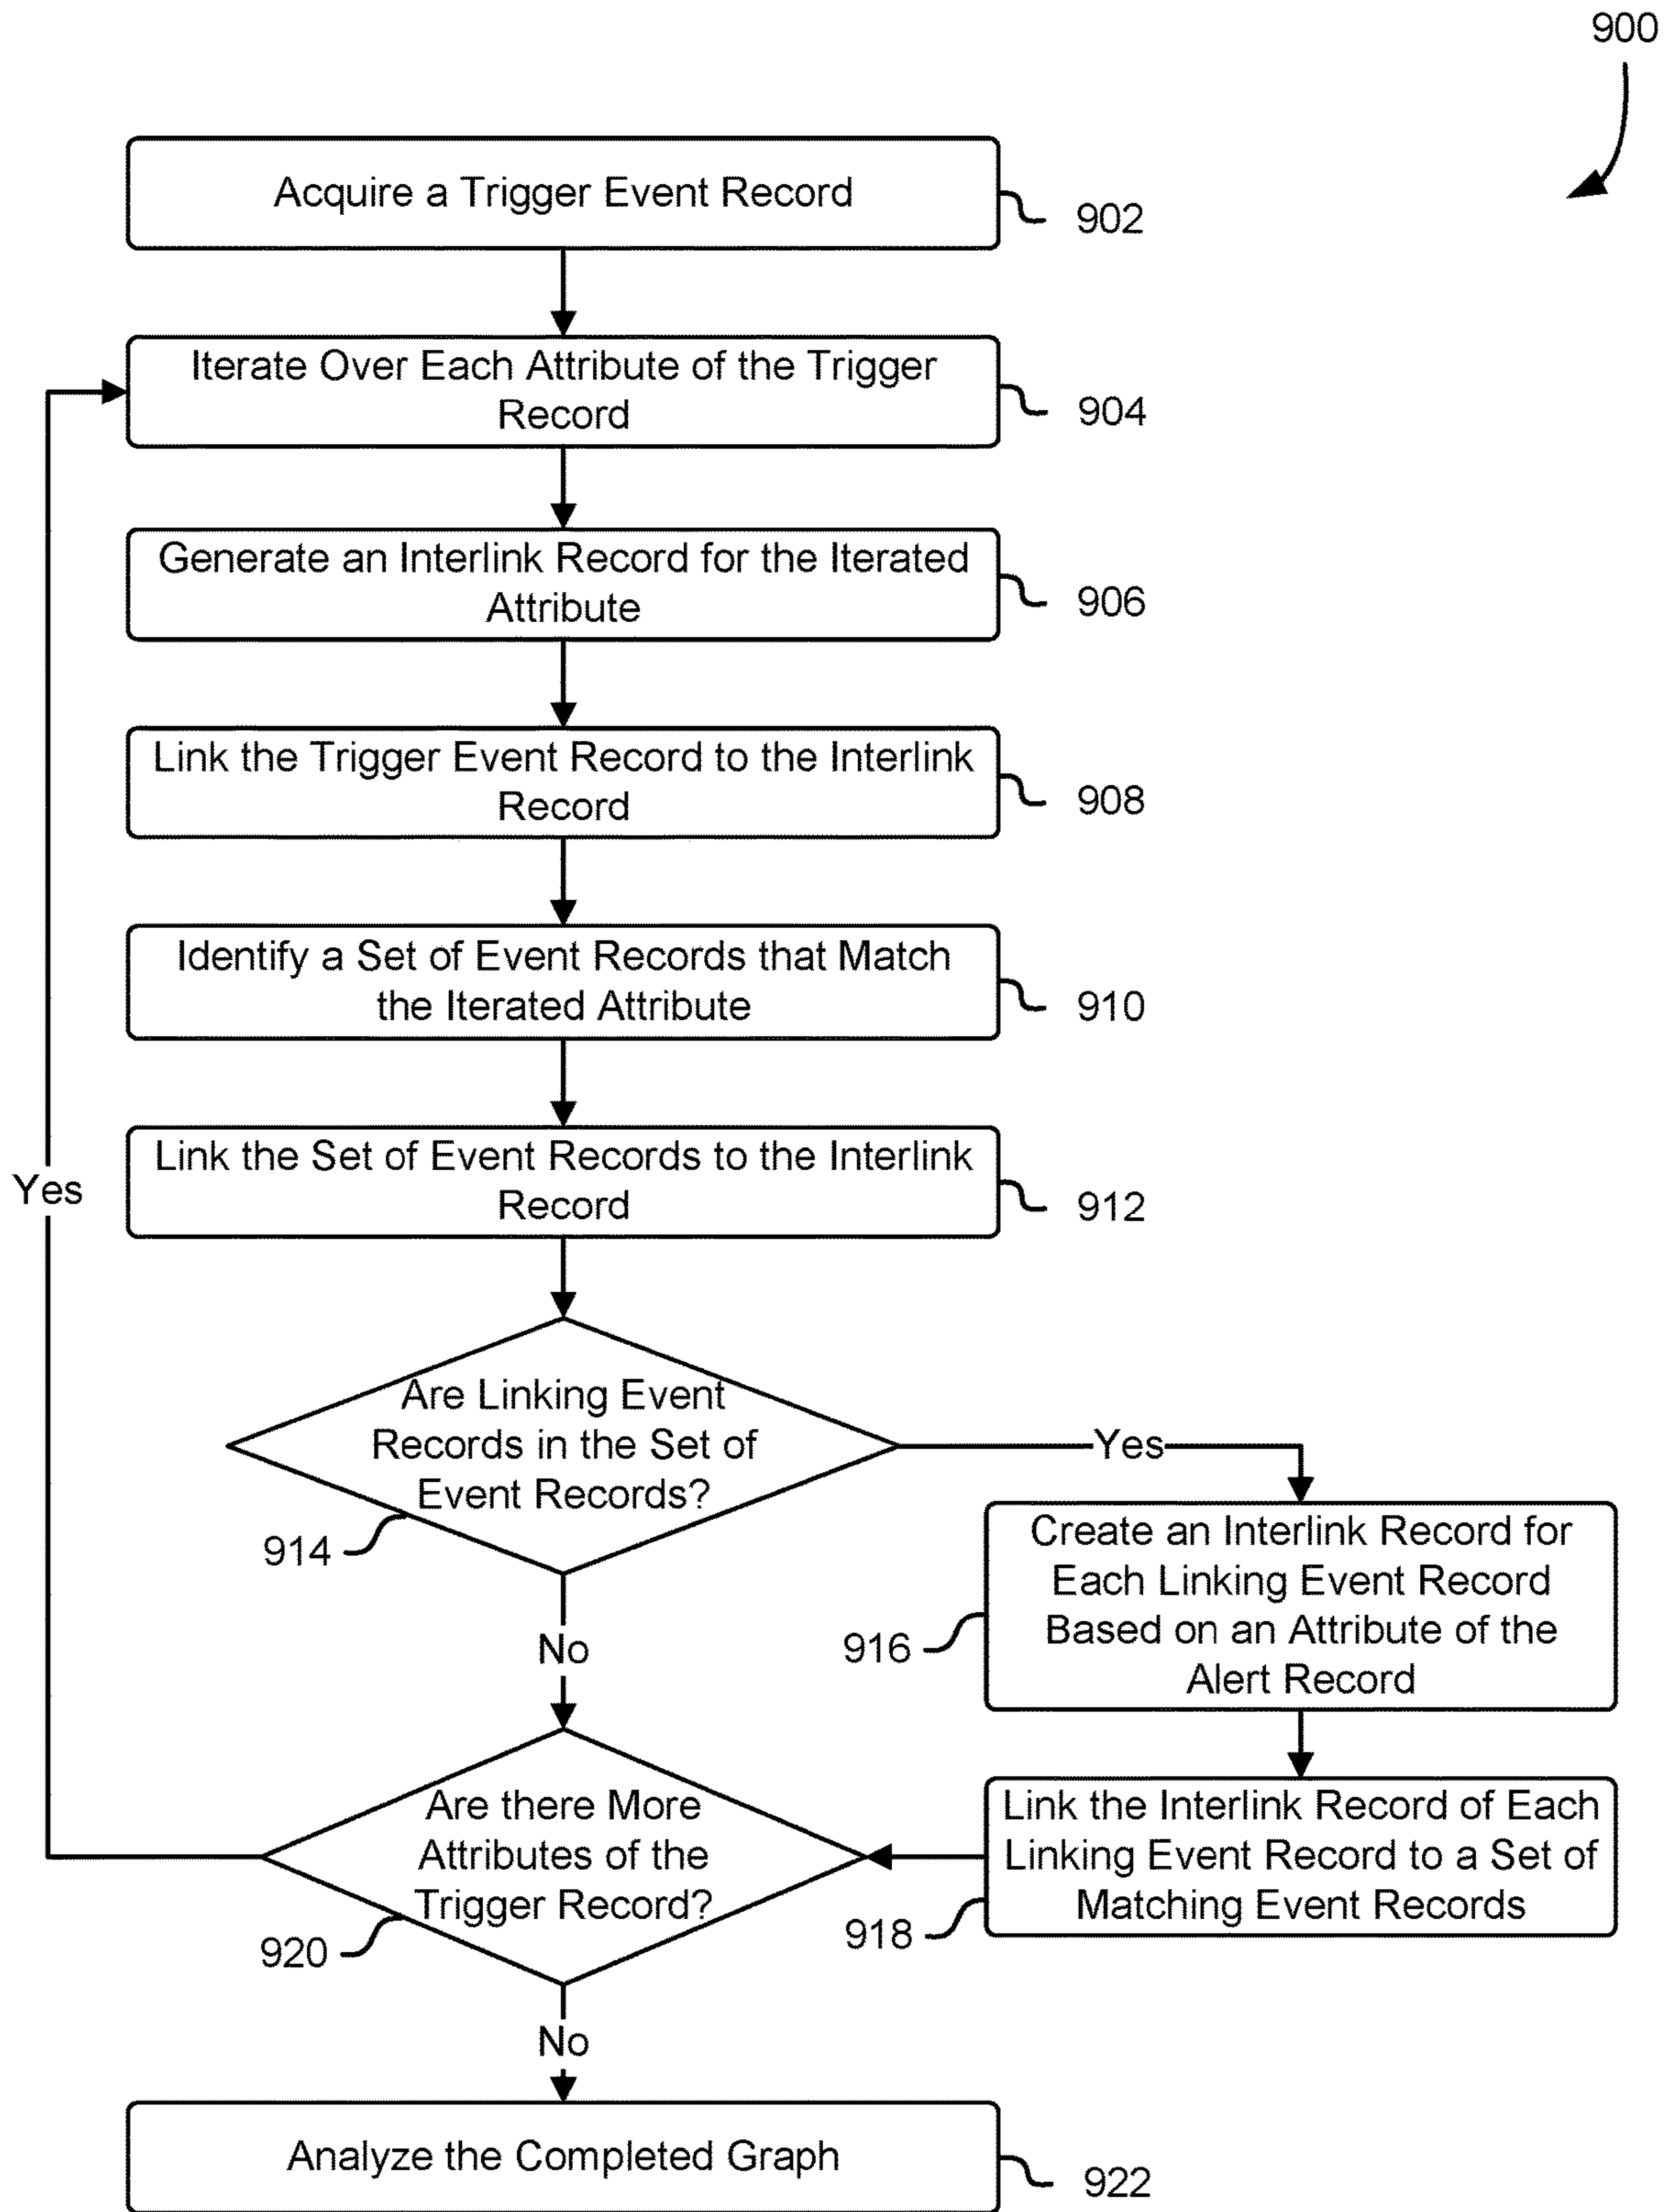 900
Acquire a Trigger Event Record
902
Iterate Over Each Attribute of the Trigger
Record
904
Generate an Interlink Record for the Iterated
Attribute
906
Link the Trigger Event Record to the Interlink
Record
908
Identify a Set of Event Records that Match
the Iterated Attribute
910
Link the Set of Event Records to the Interlink
Record
912
Yes
Are Linking Event
Records in the Set of
Event Records?
914
Yes
Create an Interlink Record for
Each Linking Event Record
Based on an Attribute of the
Alert Record
916
No
Are there More
Attributes of the
Trigger Record?
920
Link the Interlink Record of Each
Linking Event Record to a Set of
Matching Event Records
918
No
Analyze the Completed Graph
922